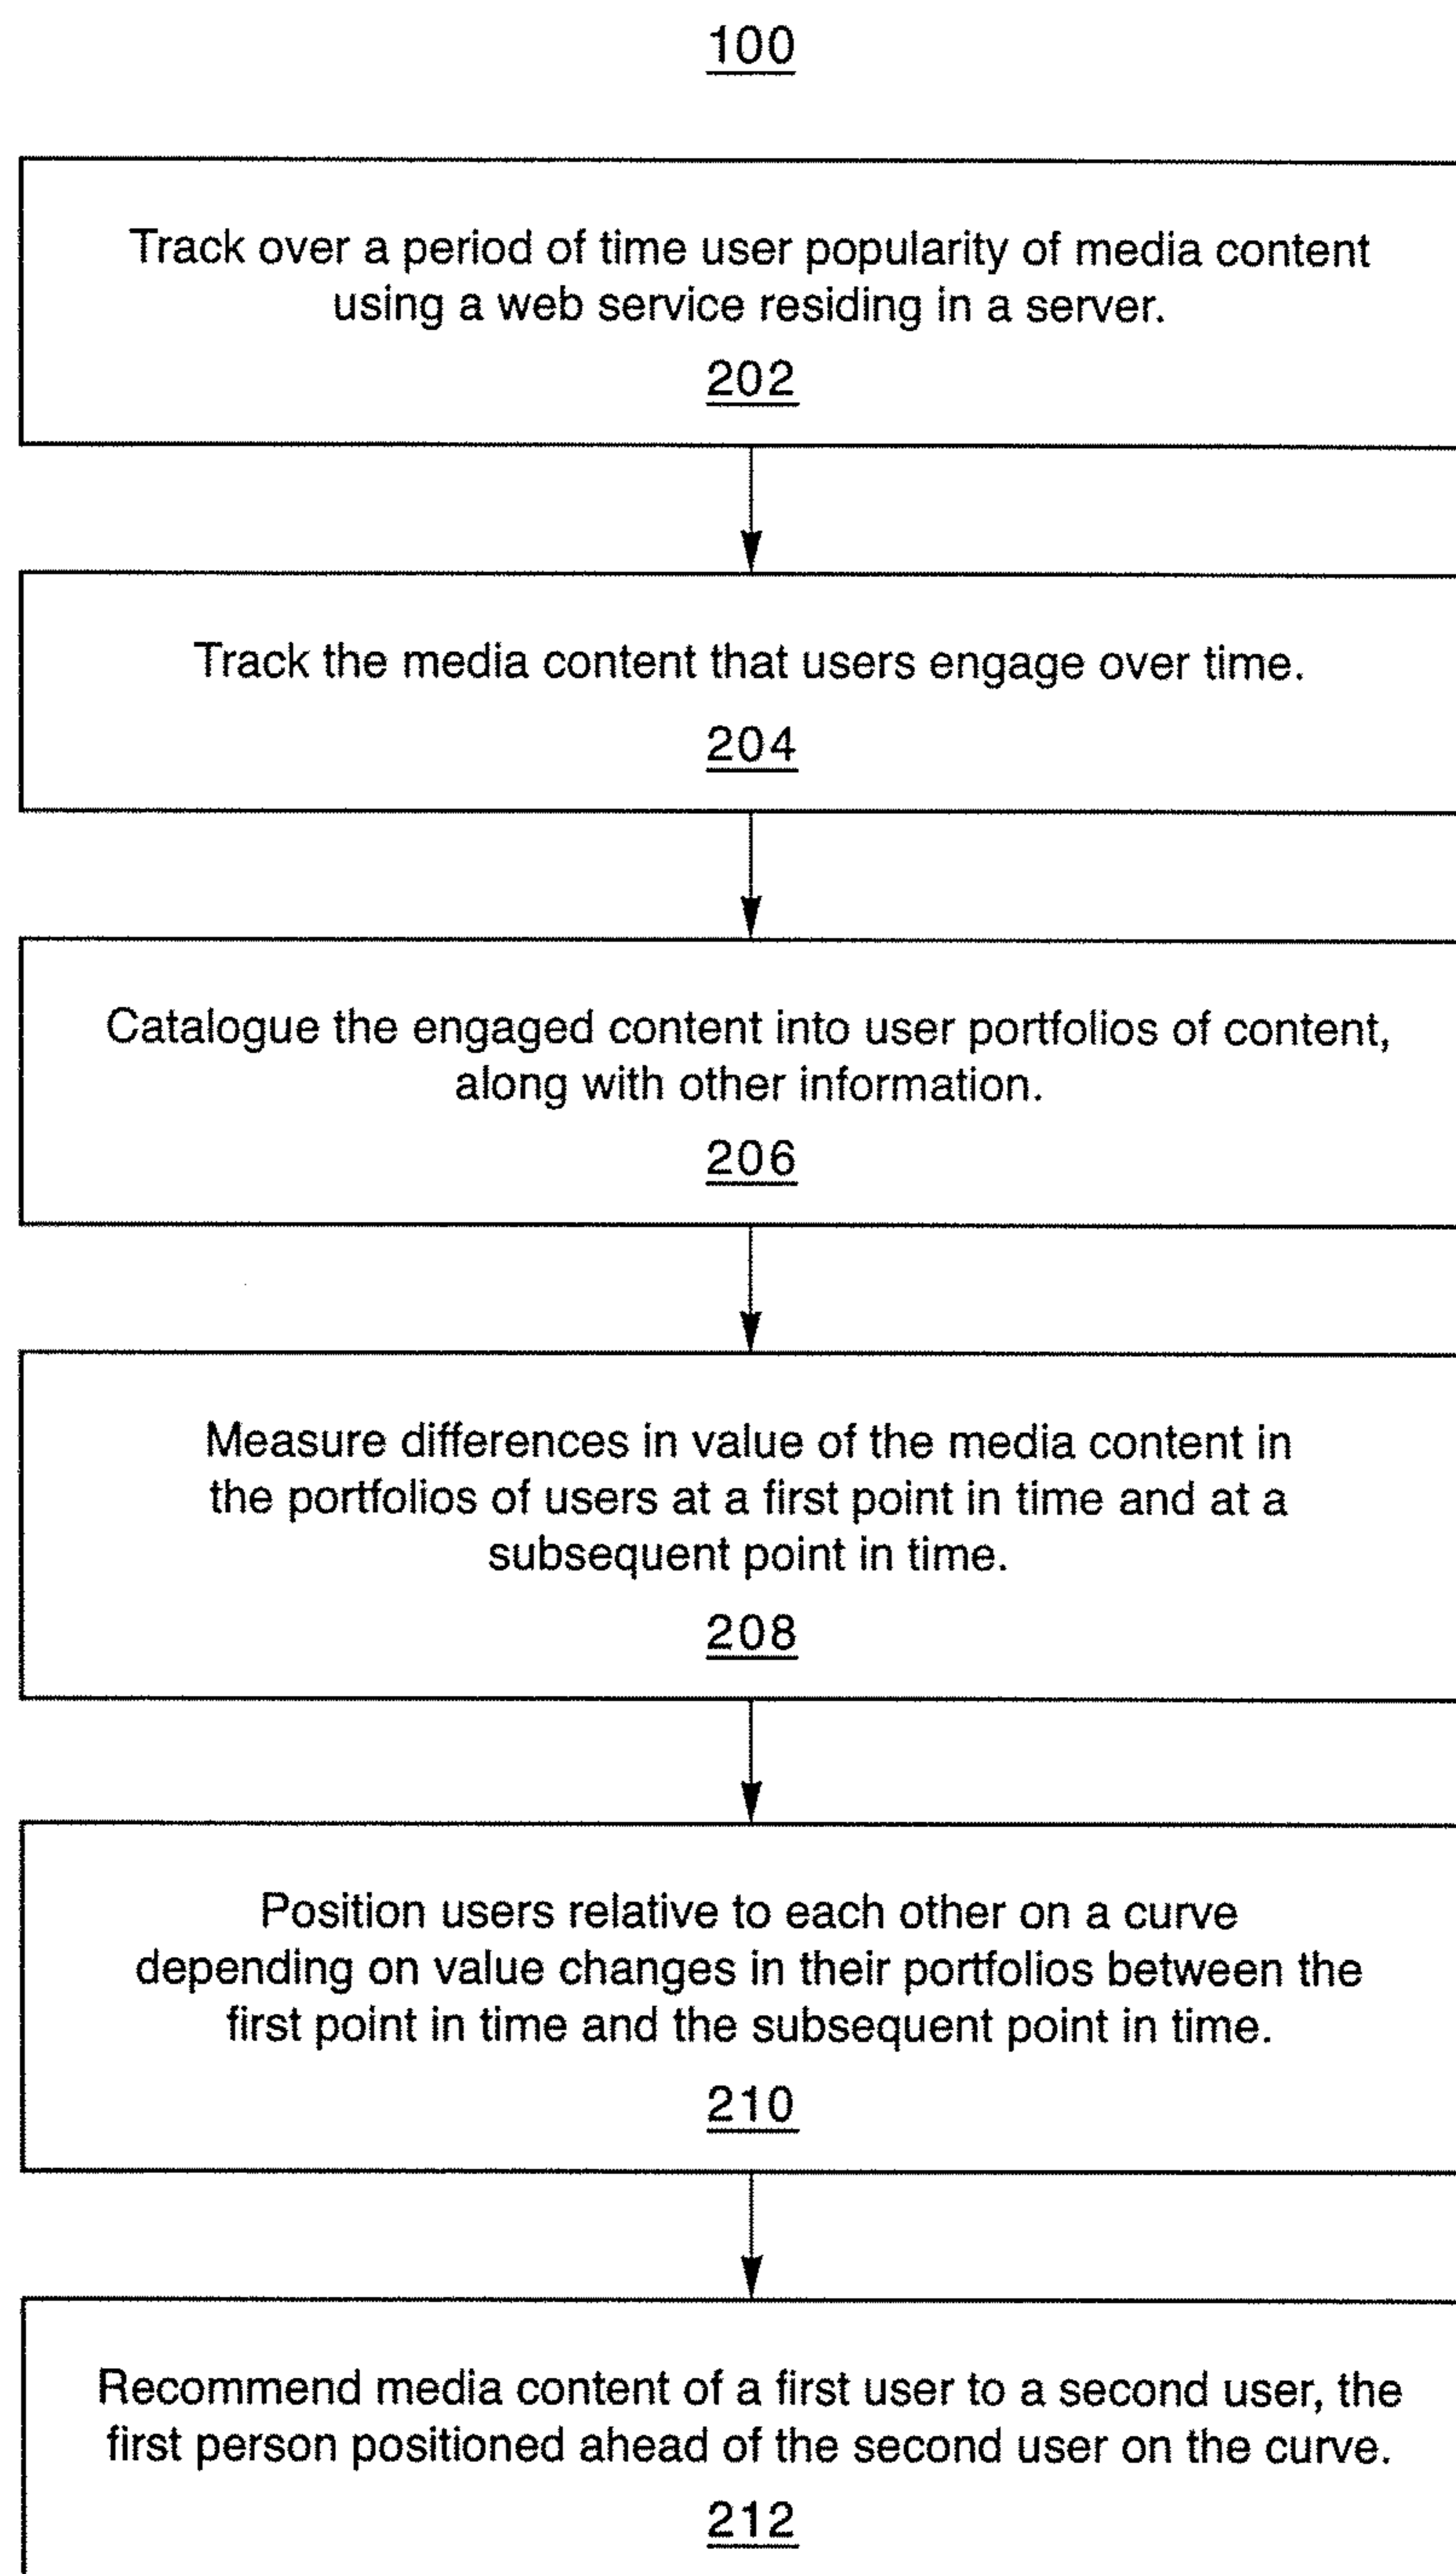 100
Track over a period of time user popularity of media content
using a web service residing in a server.
202
Track the media content that users engage over time.
204
Catalogue the engaged content into user portfolios of content,
along with other information.
206
Measure differences in value of the media content in
the portfolios of users at a first point in time and at a
subsequent point in time.
208
Position users relative to each other on a curve
depending on value changes in their portfolios between the
first point in time and the subsequent point in time.
210
Recommend media content of a first user to a second user, the
first person positioned ahead of the second user on the curve.
212